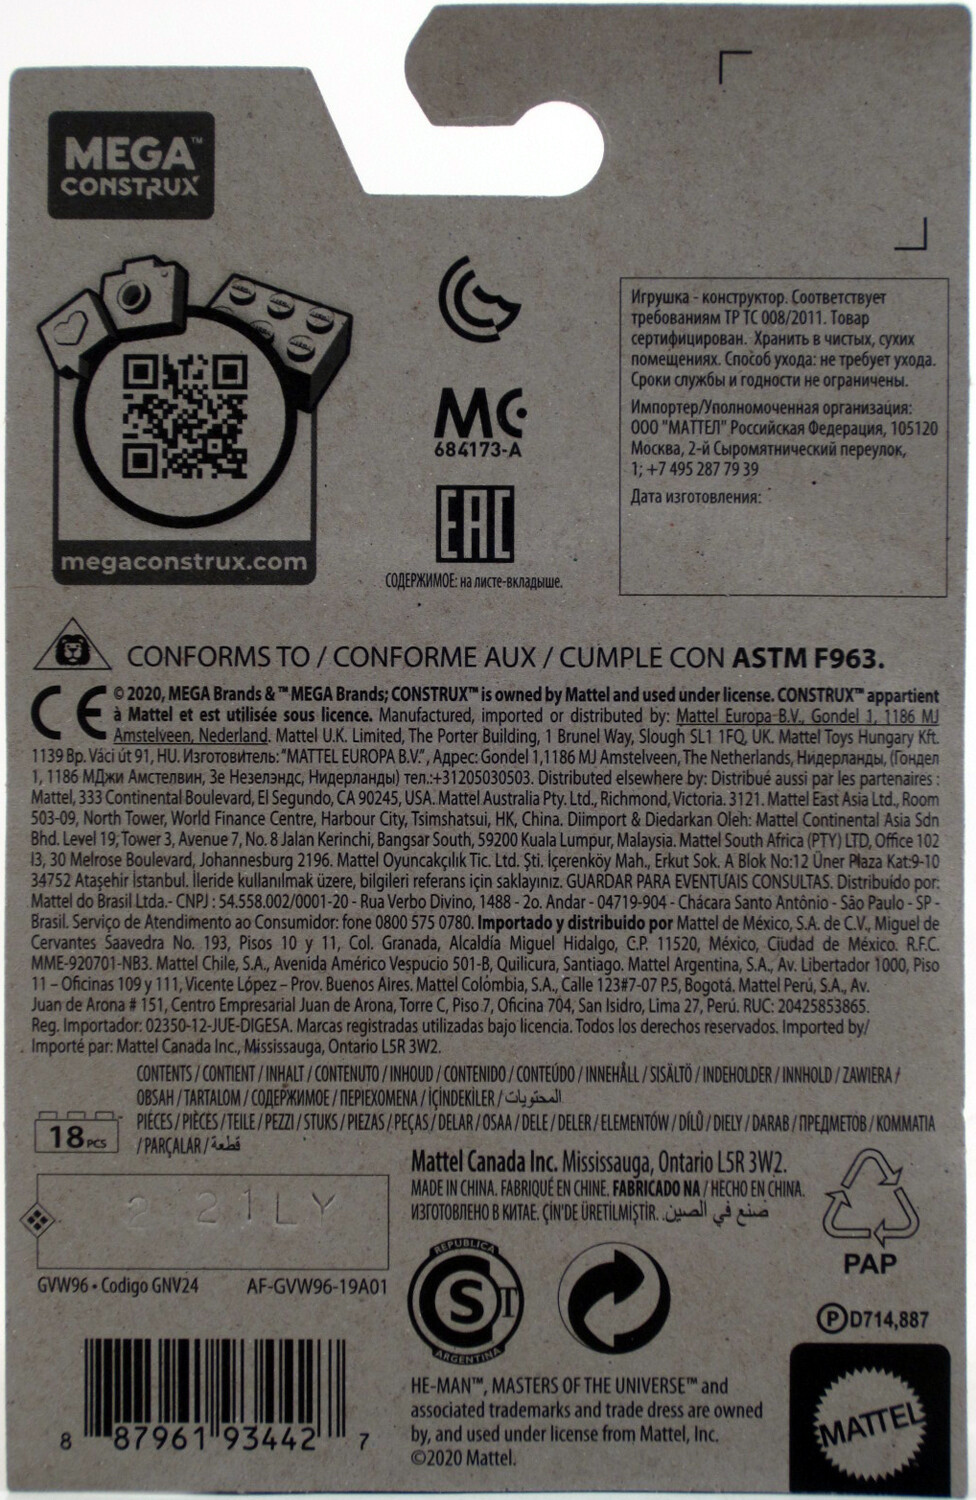 MEGA™
CONSTRUX
megaconstrux.com
MC
684173-A
EAC
СОДЕРЖИМОЕ: на листе-вкладыше.
Игрушка - конструктор. Соответствует
требованиям ТР ТС 008/2011. Товар
сертифицирован. Хранить в чистых, сухих
помещениях. Способ ухода: не требует ухода.
Сроки службы и годности не ограничены.
Импортер/Уполномоченная организация:
ООО "МАТТЕЛ" Российская Федерация, 105120
Москва, 2-й Сыромятнический переулок,
1; +7 495 287 79 39
Дата изготовления:
CONFORMS TO / CONFORME AUX / CUMPLE CON ASTM F963.
CE © 2020, MEGA Brands & ™ MEGA Brands; CONSTRUX™ is owned by Mattel and used under license. CONSTRUX™ appartient
à Mattel et est utilisée sous licence. Manufactured, imported or distributed by: Mattel Europa B.V., Gondel 1, 1186 MJ
Amstelveen, Nederland. Mattel U.K. Limited, The Porter Building, 1 Brunel Way, Slough SL1 1FQ, UK. Mattel Toys Hungary Kft.
1139 Bp. Váci út 91, HU. Изготовитель: "MATTEL EUROPA B.V.", Адрес: Gondel 1,1186 MJ Amstelveen, The Netherlands, Нидерланды, (Гондел
1, 1186 МДжи Амстелвин, Зе Незелэндс, Нидерланды) тел.:+31205030503. Distributed elsewhere by: Distribué aussi par les partenaires :
Mattel, 333 Continental Boulevard, El Segundo, CA 90245, USA. Mattel Australia Pty. Ltd., Richmond, Victoria. 3121. Mattel East Asia Ltd., Room
503-09, North Tower, World Finance Centre, Harbour City, Tsimshatsui, HK, China. Diimport & Diedarkan Oleh: Mattel Continental Asia Sdn
Bhd. Level 19, Tower 3, Avenue 7, No. 8 Jalan Kerinchi, Bangsar South, 59200 Kuala Lumpur, Malaysia. Mattel South Africa (PTY) LTD, Office 102
I3, 30 Melrose Boulevard, Johannesburg 2196. Mattel Oyuncakçılık Tic. Ltd. Şti. İçerenköy Mah., Erkut Sok. A Blok No:12 Üner Plaza Kat:9-10
34752 Ataşehir İstanbul. İleride kullanılmak üzere, bilgileri referans için saklayınız. GUARDAR PARA EVENTUAIS CONSULTAS. Distribuído por:
Mattel do Brasil Ltda.- CNPJ : 54.558.002/0001-20 - Rua Verbo Divino, 1488 - 2o. Andar - 04719-904 - Chácara Santo Antônio - São Paulo - SP -
Brasil. Serviço de Atendimento ao Consumidor: fone 0800 575 0780. Importado y distribuido por Mattel de México, S.A. de C.V., Miguel de
Cervantes Saavedra No. 193, Pisos 10 y 11, Col. Granada, Alcaldía Miguel Hidalgo, C.P. 11520, México, Ciudad de México. R.F.C.
MME-920701-NB3. Mattel Chile, S.A., Avenida Américo Vespucio 501-B, Quilicura, Santiago. Mattel Argentina, S.A., Av. Libertador 1000, Piso
11 – Oficinas 109 y 111, Vicente López – Prov. Buenos Aires. Mattel Colómbia, S.A., Calle 123#7-07 P.5, Bogotá. Mattel Perú, S.A., Av.
Juan de Arona # 151, Centro Empresarial Juan de Arona, Torre C, Piso 7, Oficina 704, San Isidro, Lima 27, Perú. RUC: 20425853865.
Reg. Importador: 02350-12-JUE-DIGESA. Marcas registradas utilizadas bajo licencia. Todos los derechos reservados. Imported by/
Importé par: Mattel Canada Inc., Mississauga, Ontario L5R 3W2.
CONTENTS / CONTIENT / INHALT / CONTENUTO / INHOUD / CONTENIDO / CONTEÚDO / INNEHÅLL / SISÄLTÖ / INDEHOLDER / INNHOLD / ZAWIERA /
OBSAH / TARTALOM / СОДЕРЖИМОЕ / ΠΕΡΙΕΧΟΜΕΝΑ / İÇİNDEKİLER / المحتويات
18 PCS
PIECES / PIÈCES / TEILE / PEZZI / STUKS / PIEZAS / PEÇAS / DELAR / OSAA / DELE / DELER / ELEMENTÓW / DÍLŮ / DIELY / DARAB / ПРЕДМЕТОВ / ΚΟΜΜΑΤΙΑ
/ PARÇALAR / قطعة
2 21LY
GVW96 • Codigo GNV24 AF-GVW96-19A01
Mattel Canada Inc. Mississauga, Ontario L5R 3W2.
MADE IN CHINA. FABRIQUÉ EN CHINE. FABRICADO NA / HECHO EN CHINA.
ИЗГОТОВЛЕНО В КИТАЕ. ÇİN'DE ÜRETİLMİŞTİR. صنع في الصين.
PAP
REPUBLICA
S T
ARGENTINA
Ⓟ D714,887
8 87961 93442 7
HE-MAN™, MASTERS OF THE UNIVERSE™ and
associated trademarks and trade dress are owned
by, and used under license from Mattel, Inc.
©2020 Mattel.
MATTEL